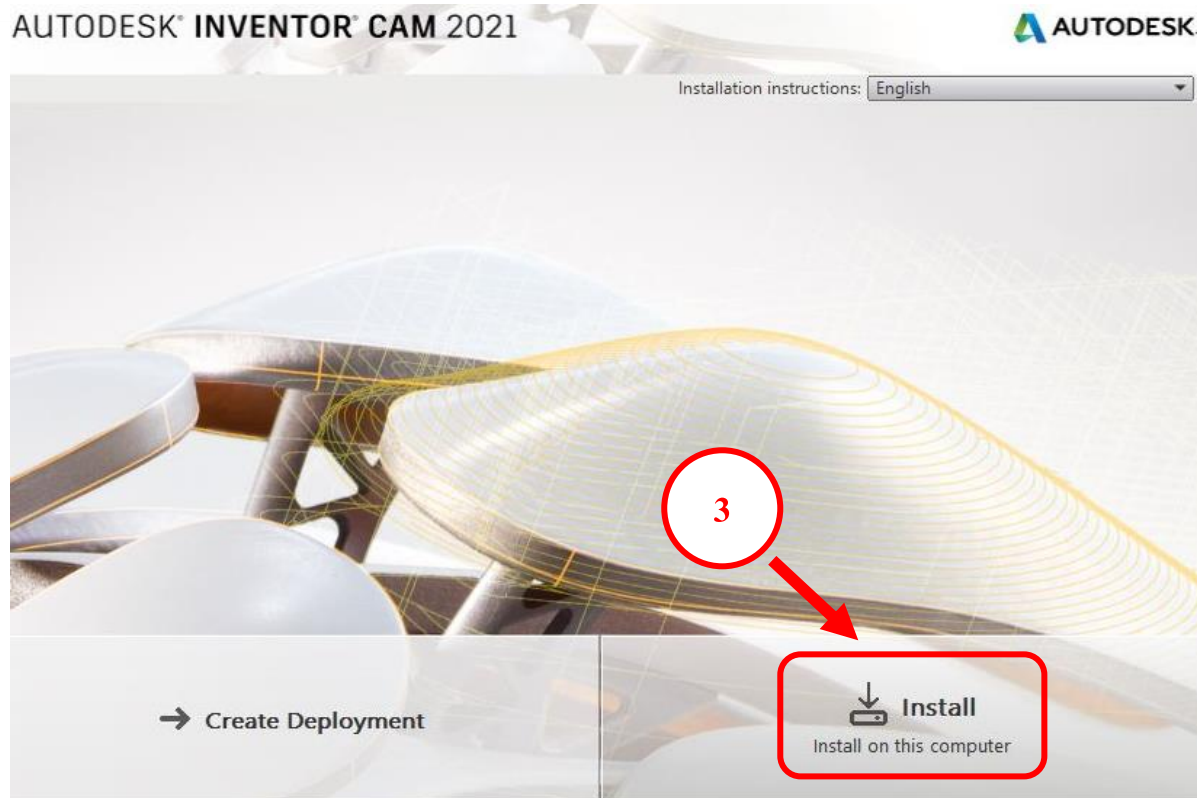 AUTODESK® INVENTOR® CAM 2021
AUTODESK.
Installation instructions: English
3
Create Deployment
Install
Install on this computer